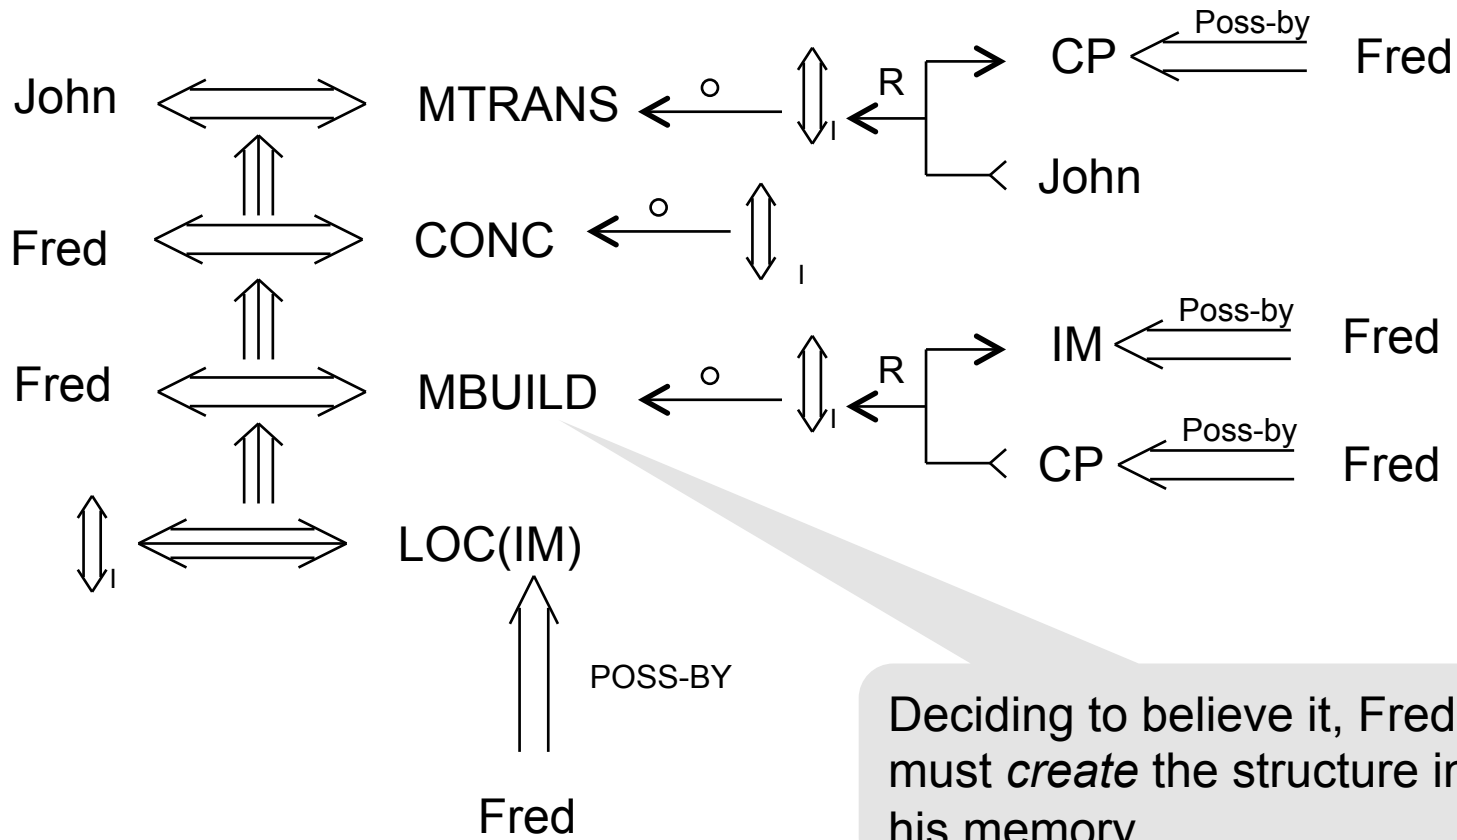 Poss-by
John MTRANS o I R CP Fred
John
Fred CONC o I
Poss-by
Fred MBUILD o I R IM Fred
Poss-by
CP Fred
I LOC(IM)
POSS-BY
Fred
Deciding to believe it, Fred
must create the structure in
his memory